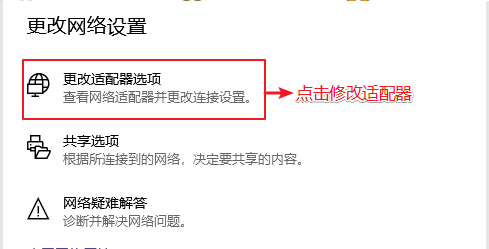 更改网络设置
更改适配器选项
查看网络适配器并更改连接设置。
点击修改适配器
共享选项
根据所连接到的网络，决定要共享的内容。
网络疑难解答
诊断并解决网络问题。